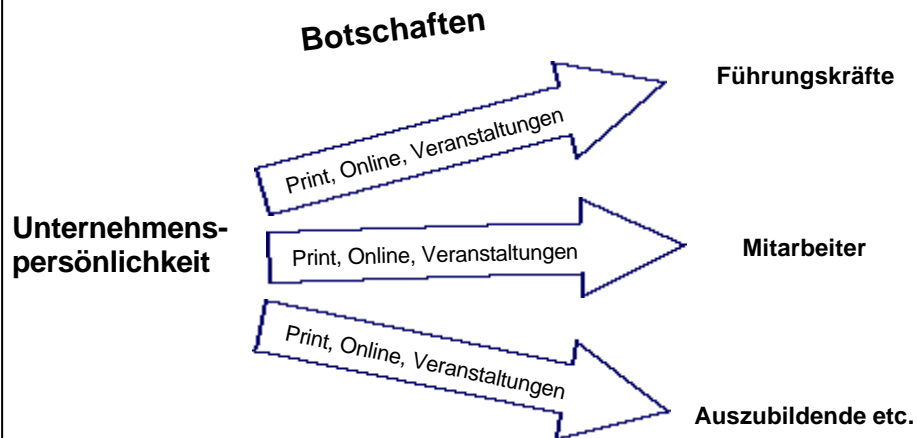 Botschaften
Führungskräfte
Print, Online, Veranstaltungen
Unternehmens-
persönlichkeit
Print, Online, Veranstaltungen
Mitarbeiter
Print, Online, Veranstaltungen
Auszubildende etc.